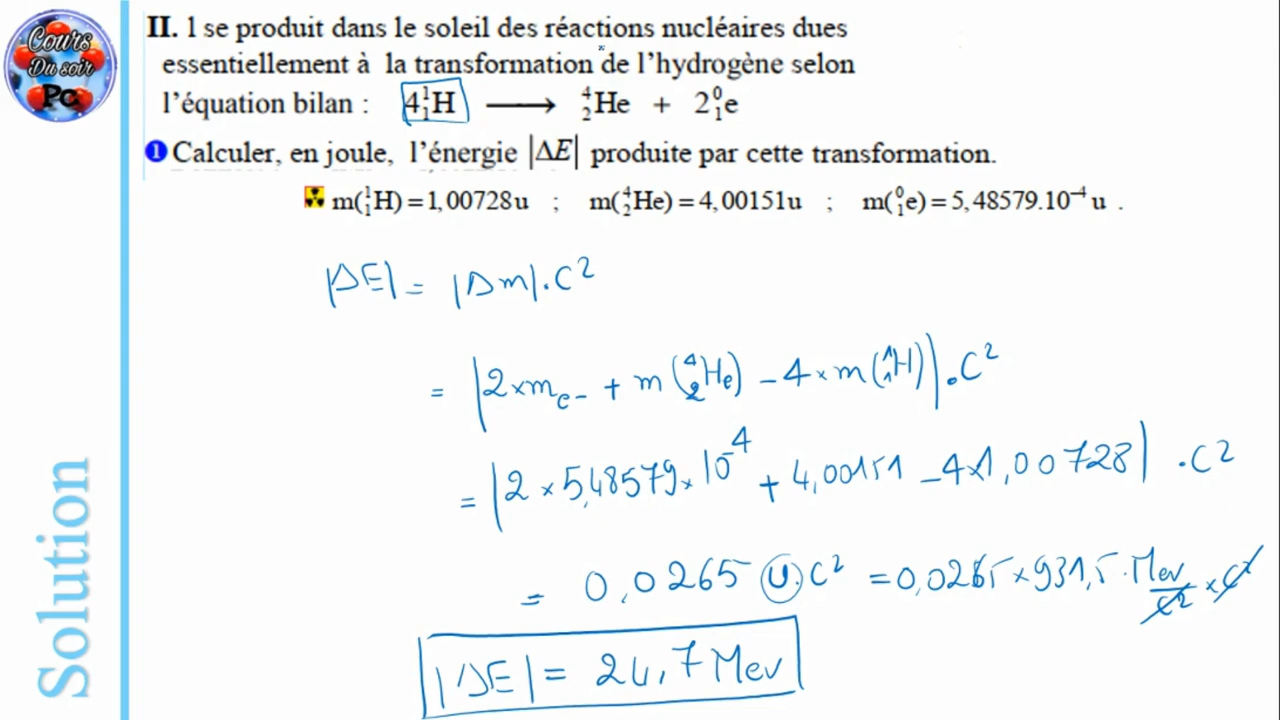 Cours
Du soir
Pc
II. l se produit dans le soleil des réactions nucléaires dues
essentiellement à la transformation de l'hydrogène selon
l'équation bilan : 4¹₁H ⟶ ⁴₂He + 2⁰₁e
❶ Calculer, en joule, l'énergie |ΔE| produite par cette transformation.
☢ m(¹₁H) = 1,00728u ; m(⁴₂He) = 4,00151u ; m(⁰₁e) = 5,48579.10⁻⁴ u .
|ΔE| = |Δm|.C²
= |2×m_e- + m(⁴₂He) – 4×m(¹₁H)|.C²
= |2×5,48579×10⁻⁴ + 4,00151 – 4×1,00728| .C²
= 0,0265 u.C² = 0,0265×931,5.Mev/C² × C²
|ΔE| = 24,7 Mev
Solution